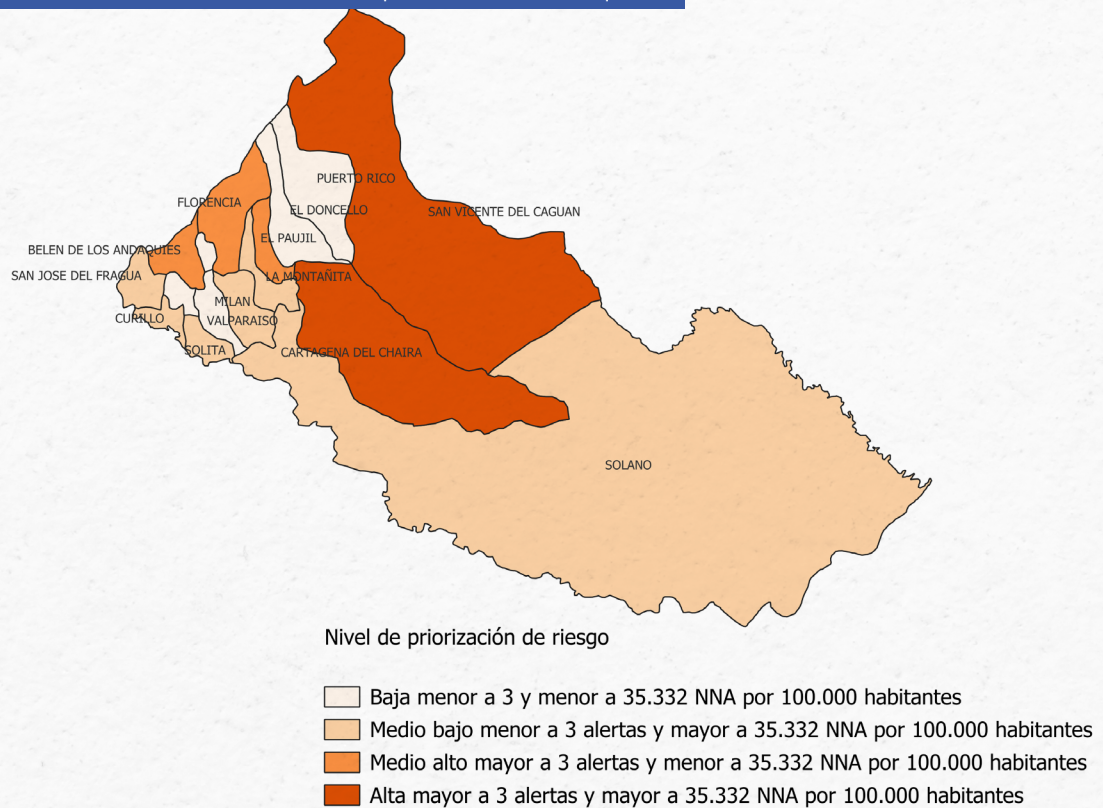 PUERTO RICO
FLORENCIA
EL DONCELLO
SAN VICENTE DEL CAGUAN
EL PAUJIL
BELEN DE LOS ANDAQUIES
SAN JOSE DEL FRAGUA
LA MONTAÑITA
MILAN
CURILLO
VALPARAISO
SOLITA
CARTAGENA DEL CHAIRA
SOLANO
Nivel de priorización de riesgo
Baja menor a 3 y menor a 35.332 NNA por 100.000 habitantes
Medio bajo menor a 3 alertas y mayor a 35.332 NNA por 100.000 habitantes
Medio alto mayor a 3 alertas y menor a 35.332 NNA por 100.000 habitantes
Alta mayor a 3 alertas y mayor a 35.332 NNA por 100.000 habitantes